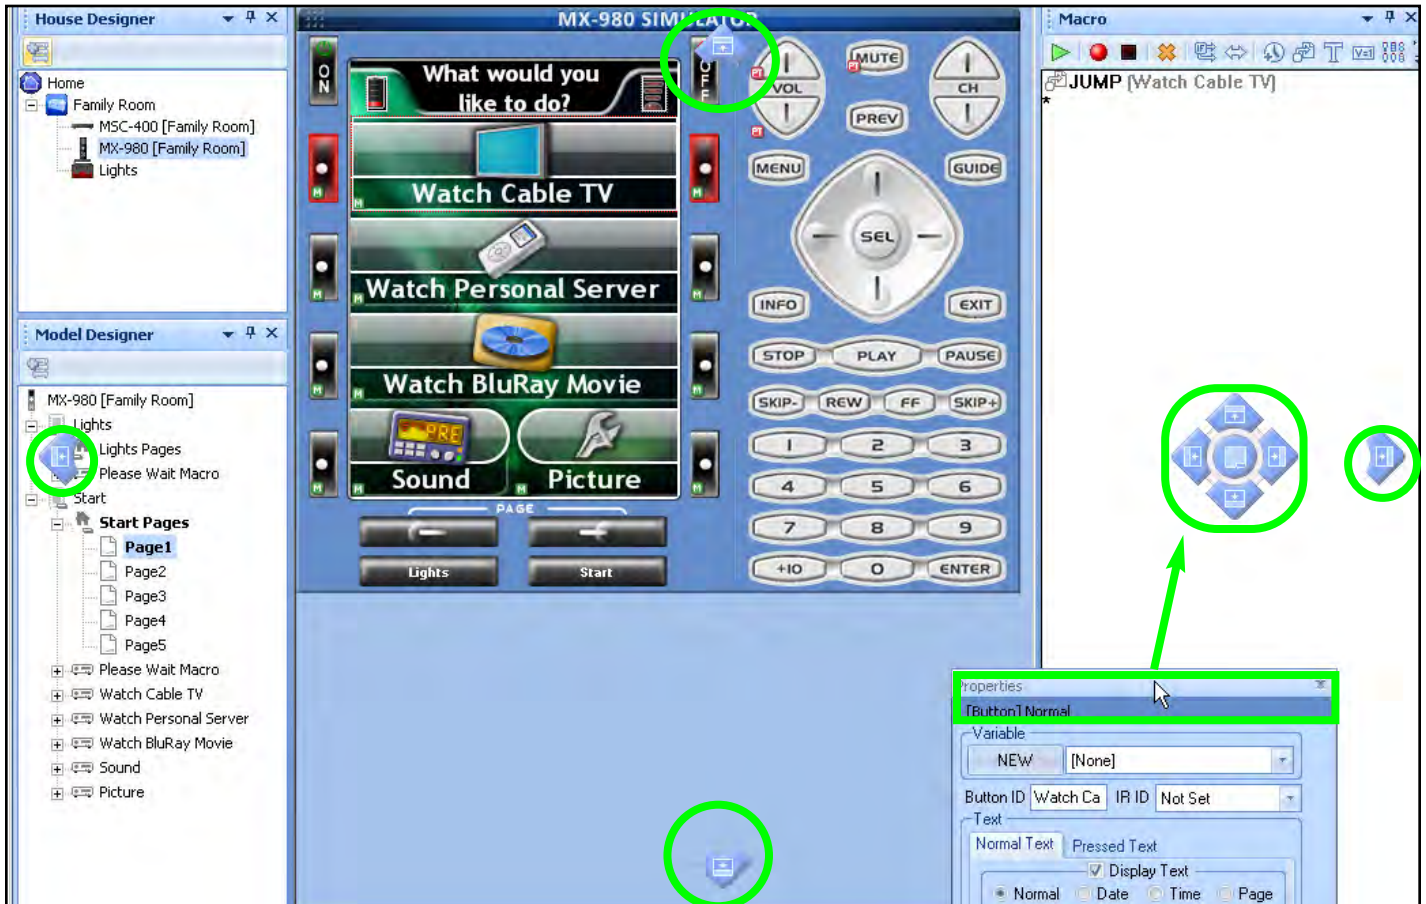 House Designer
Home
Family Room
MSC-400 [Family Room]
MX-980 [Family Room]
Lights
Model Designer
MX-980 [Family Room]
Lights
Lights Pages
Please Wait Macro
Start
Start Pages
Page1
Page2
Page3
Page4
Page5
Please Wait Macro
Watch Cable TV
Watch Personal Server
Watch BluRay Movie
Sound
Picture
MX-980 SIMULATOR
ON
OFF
What would you
like to do?
Watch Cable TV
M
M
M
Watch Personal Server
M
M
M
Watch BluRay Movie
M
M
M
Sound
Picture
M
M
M
M
PAGE
Lights
Start
VOL
MUTE
CH
PREV
MENU
GUIDE
SEL
INFO
EXIT
STOP PLAY PAUSE
SKIP- REW FF SKIP+
1 2 3
4 5 6
7 8 9
+10 0 ENTER
Macro
V=1
JUMP (Watch Cable TV)
*
Properties
[Button] Normal
Variable
NEW [None]
Button ID Watch Ca IR ID Not Set
Text
Normal Text Pressed Text
Display Text
Normal Date Time Page